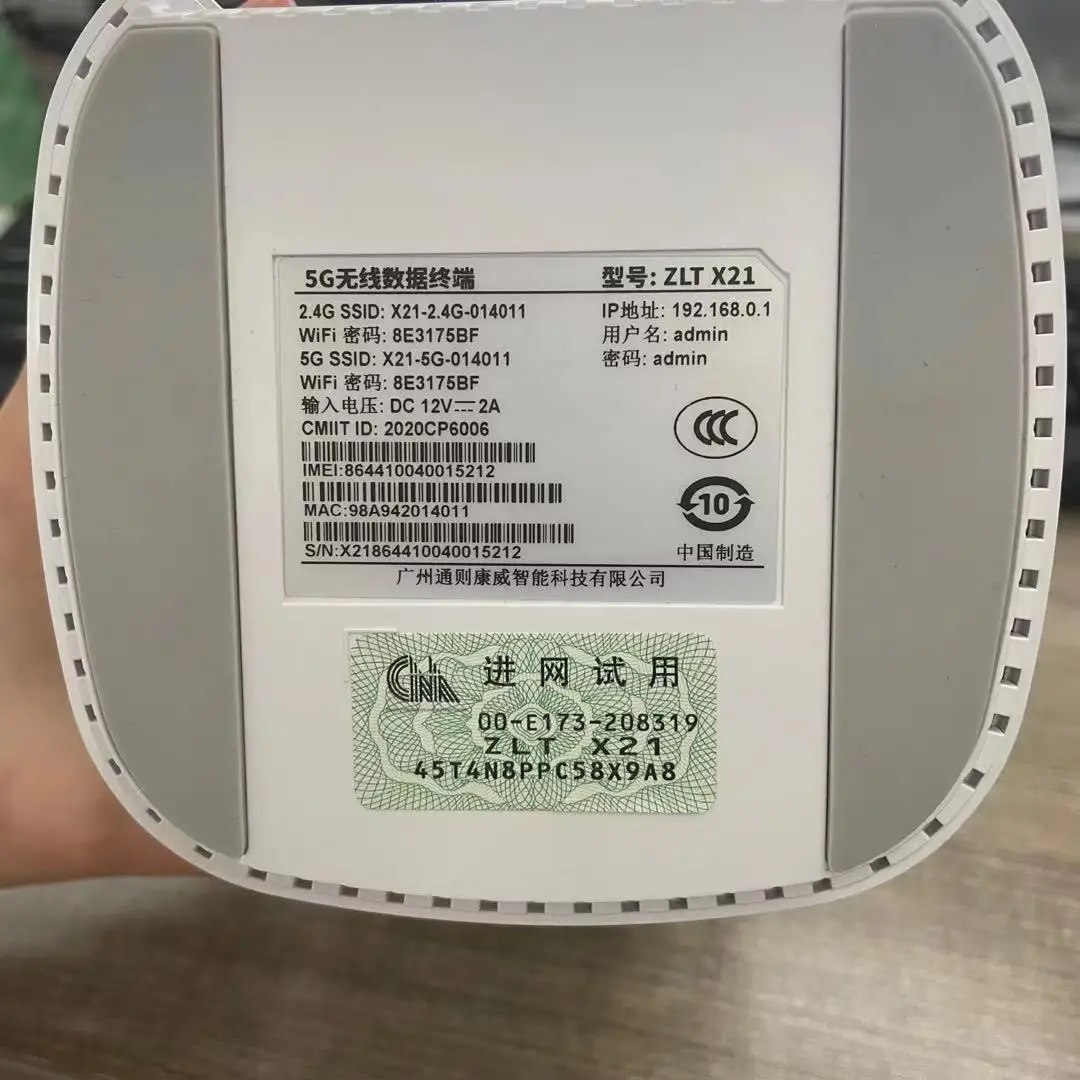 5G无线数据终端 型号: ZLT X21
2.4G SSID: X21-2.4G-014011 IP地址: 192.168.0.1
WiFi 密码: 8E3175BF 用户名: admin
5G SSID: X21-5G-014011 密码: admin
WiFi 密码: 8E3175BF
输入电压: DC 12V⎓2A
CMIIT ID: 2020CP6006
CCC
IMEI:864410040015212
10
MAC:98A942014011
S/N:X21864410040015212 中国制造
广州通则康威智能科技有限公司
CNA 进网试用
00-E173-208319
ZLT X21
45T4N8PPC58X9A8